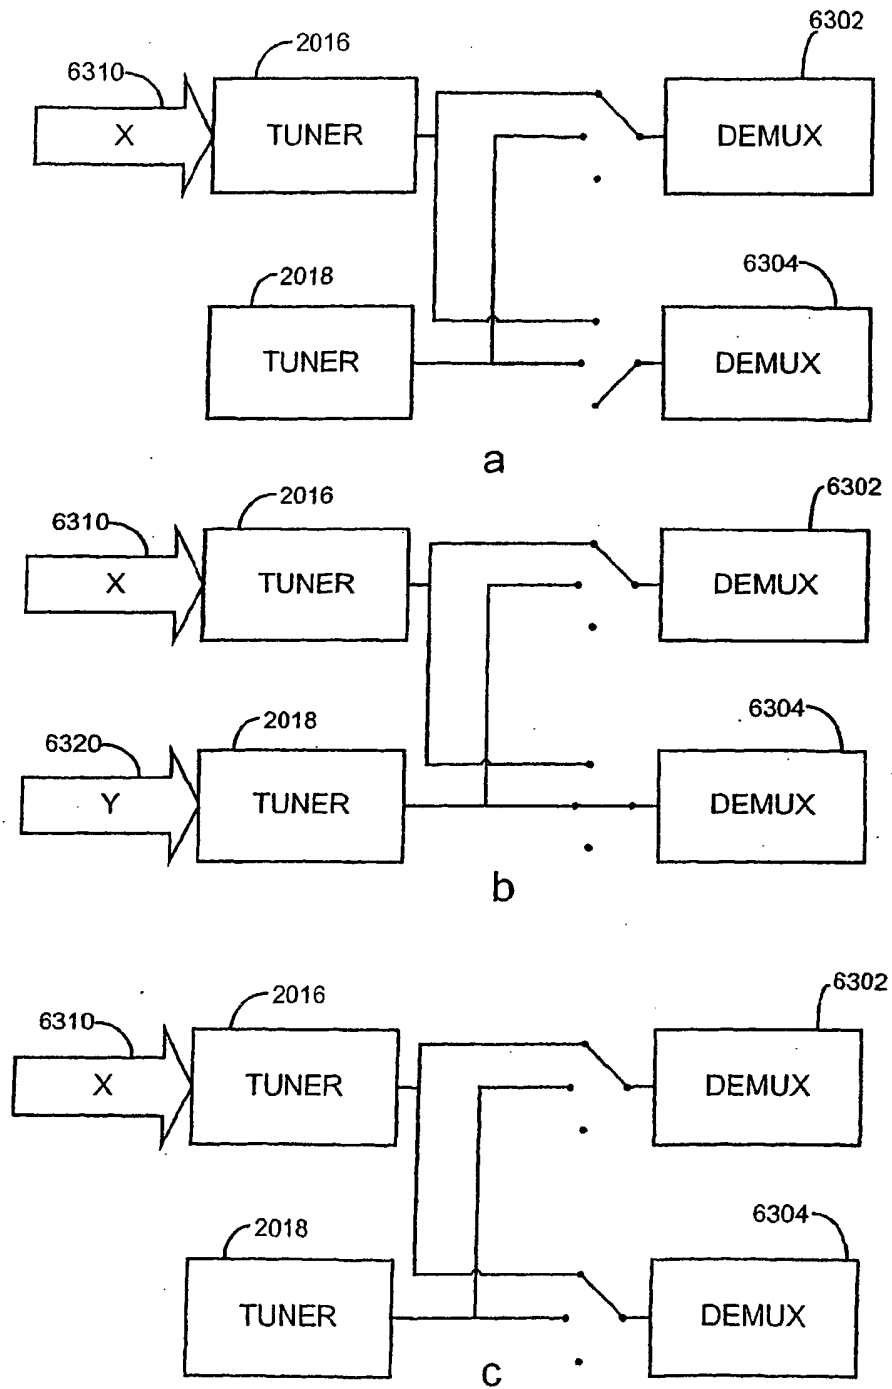 6302
2016
6310
X
TUNER
DEMUX
6304
2018
TUNER
DEMUX
a
6302
2016
6310
X
TUNER
DEMUX
6304
2018
6320
Y
TUNER
DEMUX
b
6302
2016
6310
X
TUNER
DEMUX
6304
2018
TUNER
DEMUX
c